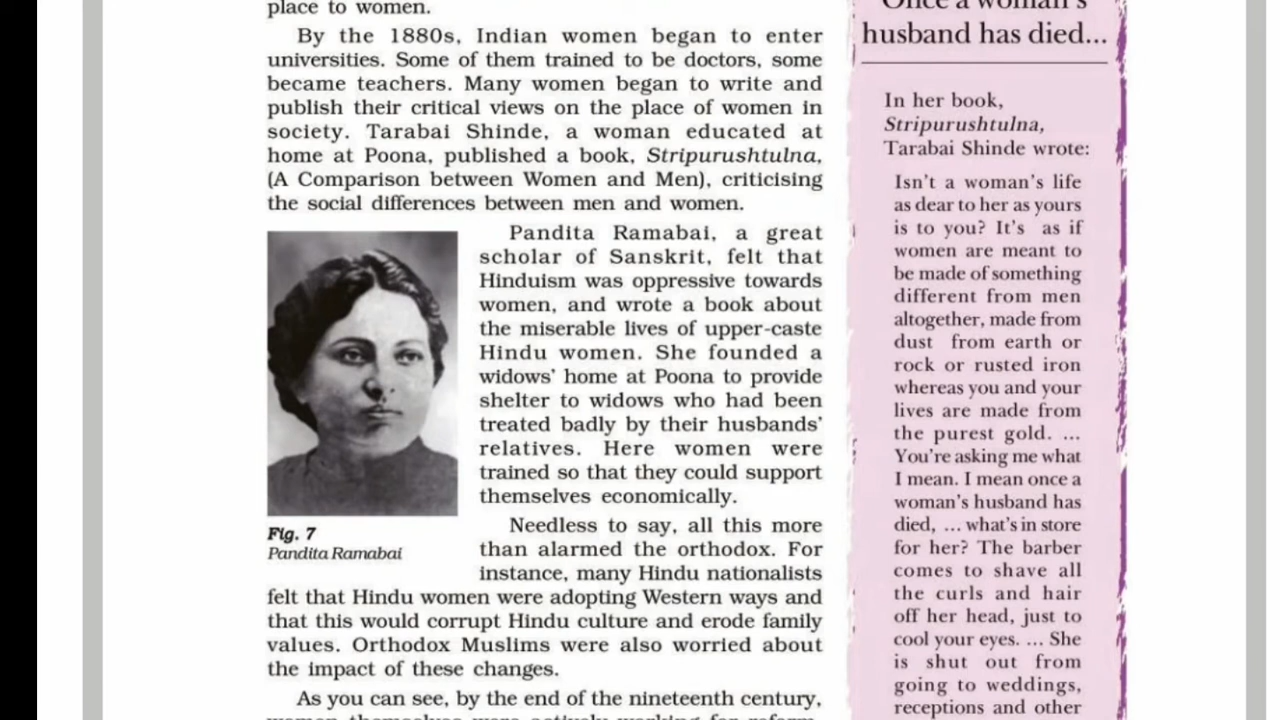 place to women.
By the 1880s, Indian women began to enter
universities. Some of them trained to be doctors, some
became teachers. Many women began to write and
publish their critical views on the place of women in
society. Tarabai Shinde, a woman educated at
home at Poona, published a book, Stripurushtulna,
(A Comparison between Women and Men), criticising
the social differences between men and women.
Pandita Ramabai, a great
scholar of Sanskrit, felt that
Hinduism was oppressive towards
women, and wrote a book about
the miserable lives of upper-caste
Hindu women. She founded a
widows' home at Poona to provide
shelter to widows who had been
treated badly by their husbands'
relatives. Here women were
trained so that they could support
themselves economically.
Fig. 7
Pandita Ramabai
Needless to say, all this more
than alarmed the orthodox. For
instance, many Hindu nationalists
felt that Hindu women were adopting Western ways and
that this would corrupt Hindu culture and erode family
values. Orthodox Muslims were also worried about
the impact of these changes.
As you can see, by the end of the nineteenth century,
women themselves were actively working for reform.
Once a woman's
husband has died...
In her book,
Stripurushtulna,
Tarabai Shinde wrote:
Isn't a woman's life
as dear to her as yours
is to you? It's as if
women are meant to
be made of something
different from men
altogether, made from
dust from earth or
rock or rusted iron
whereas you and your
lives are made from
the purest gold. ...
You're asking me what
I mean. I mean once a
woman's husband has
died, ... what's in store
for her? The barber
comes to shave all
the curls and hair
off her head, just to
cool your eyes. ... She
is shut out from
going to weddings,
receptions and other